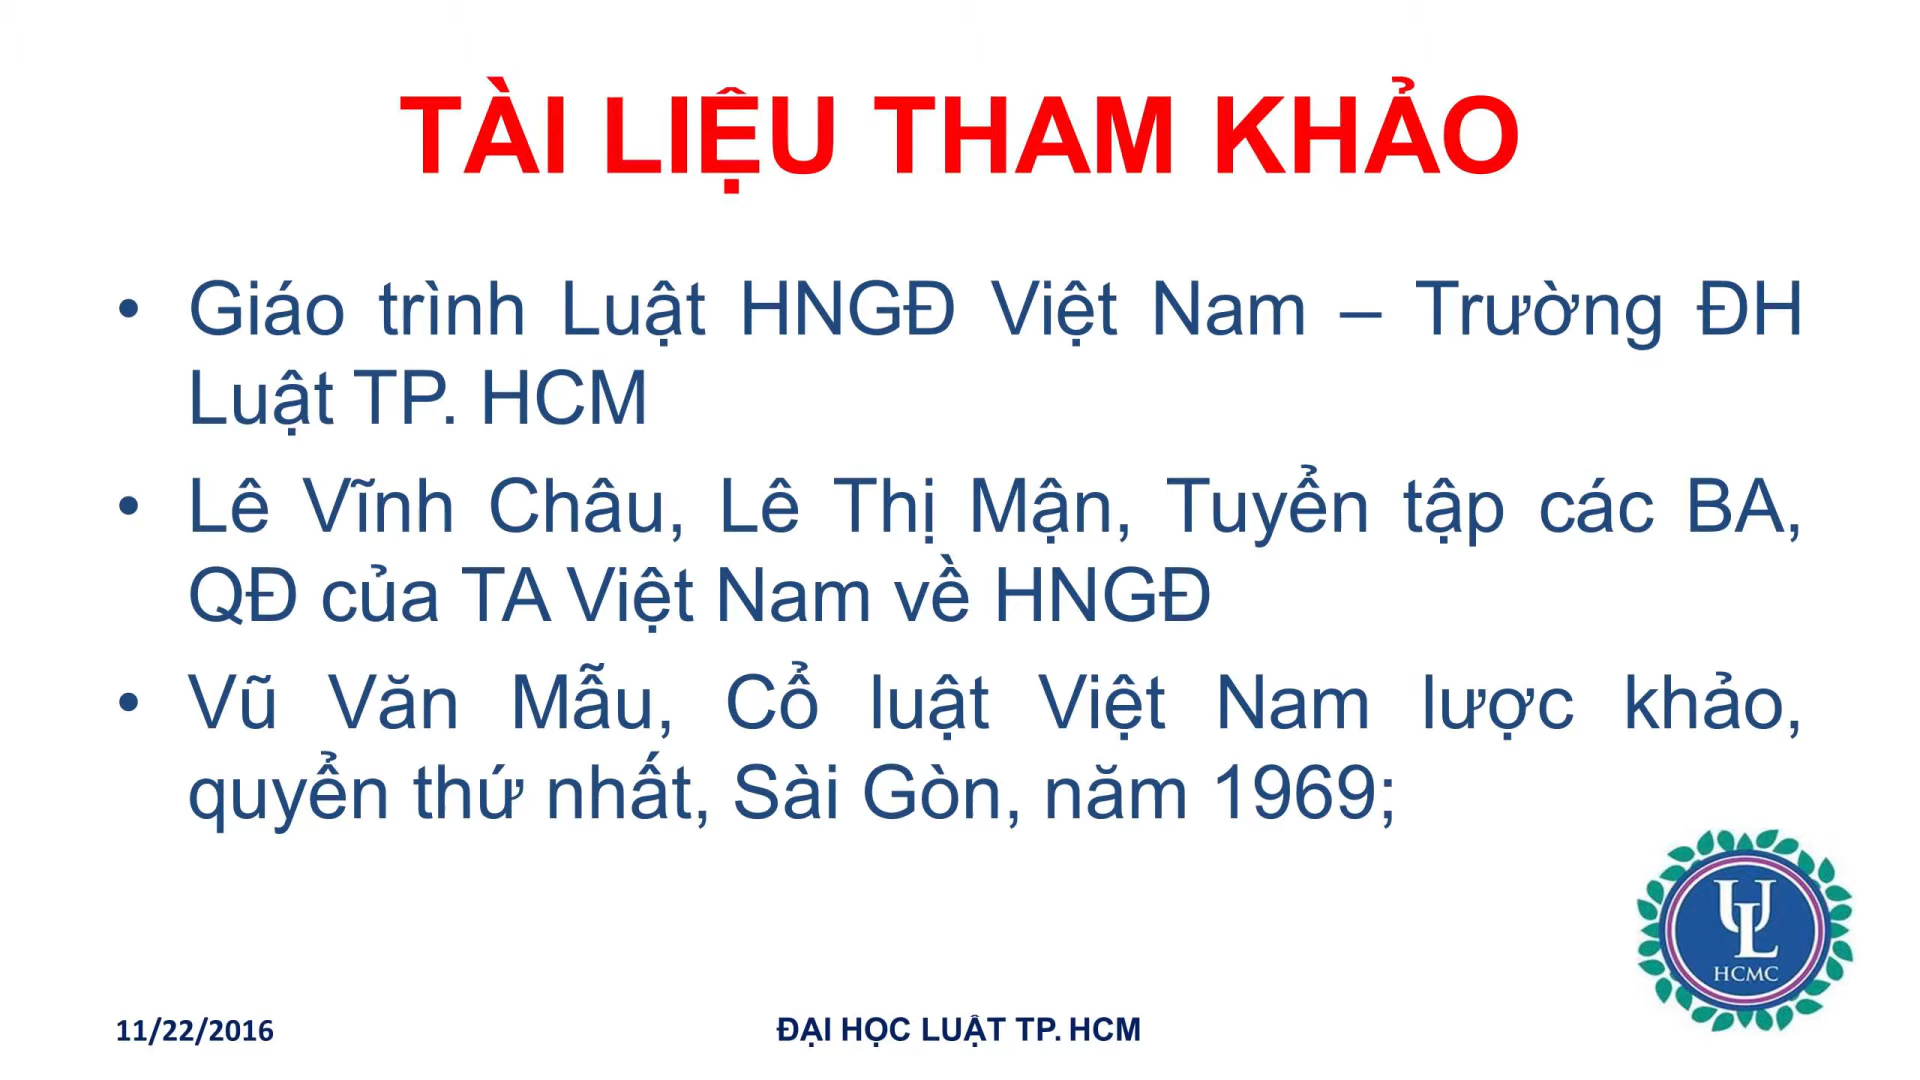 TÀI LIỆU THAM KHẢO
• Giáo trình Luật HNGĐ Việt Nam – Trường ĐH
Luật TP. HCM
• Lê Vĩnh Châu, Lê Thị Mận, Tuyển tập các BA,
QĐ của TA Việt Nam về HNGĐ
• Vũ Văn Mẫu, Cổ luật Việt Nam lược khảo,
quyển thứ nhất, Sài Gòn, năm 1969;
UL
HCMC
11/22/2016
ĐẠI HỌC LUẬT TP. HCM